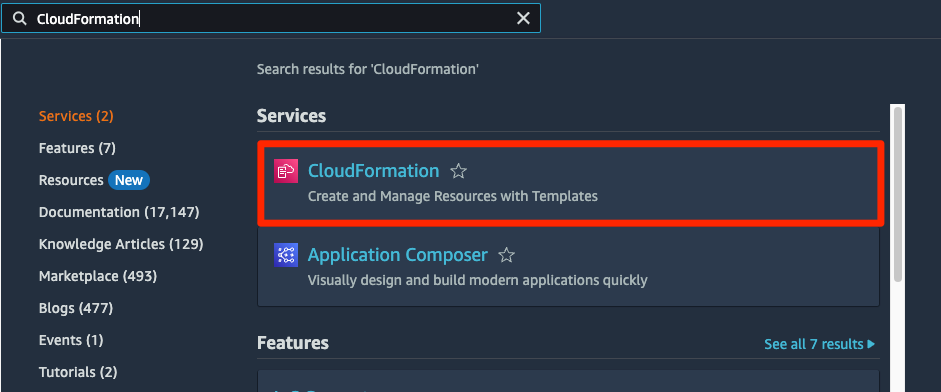 CloudFormation
Search results for 'CloudFormation'
Services (2)
Features (7)
Resources New
Documentation (17,147)
Knowledge Articles (129)
Marketplace (493)
Blogs (477)
Events (1)
Tutorials (2)
Services
CloudFormation
Create and Manage Resources with Templates
Application Composer
Visually design and build modern applications quickly
Features
See all 7 results